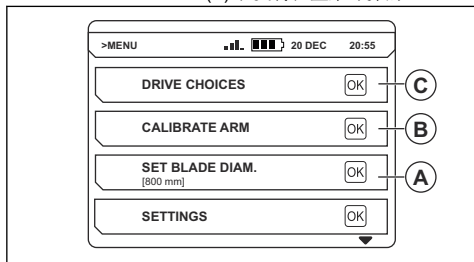 >MENU 20 DEC 20:55
DRIVE CHOICES OK C
CALIBRATE ARM OK B
SET BLADE DIAM. OK A
[800 mm]
SETTINGS OK